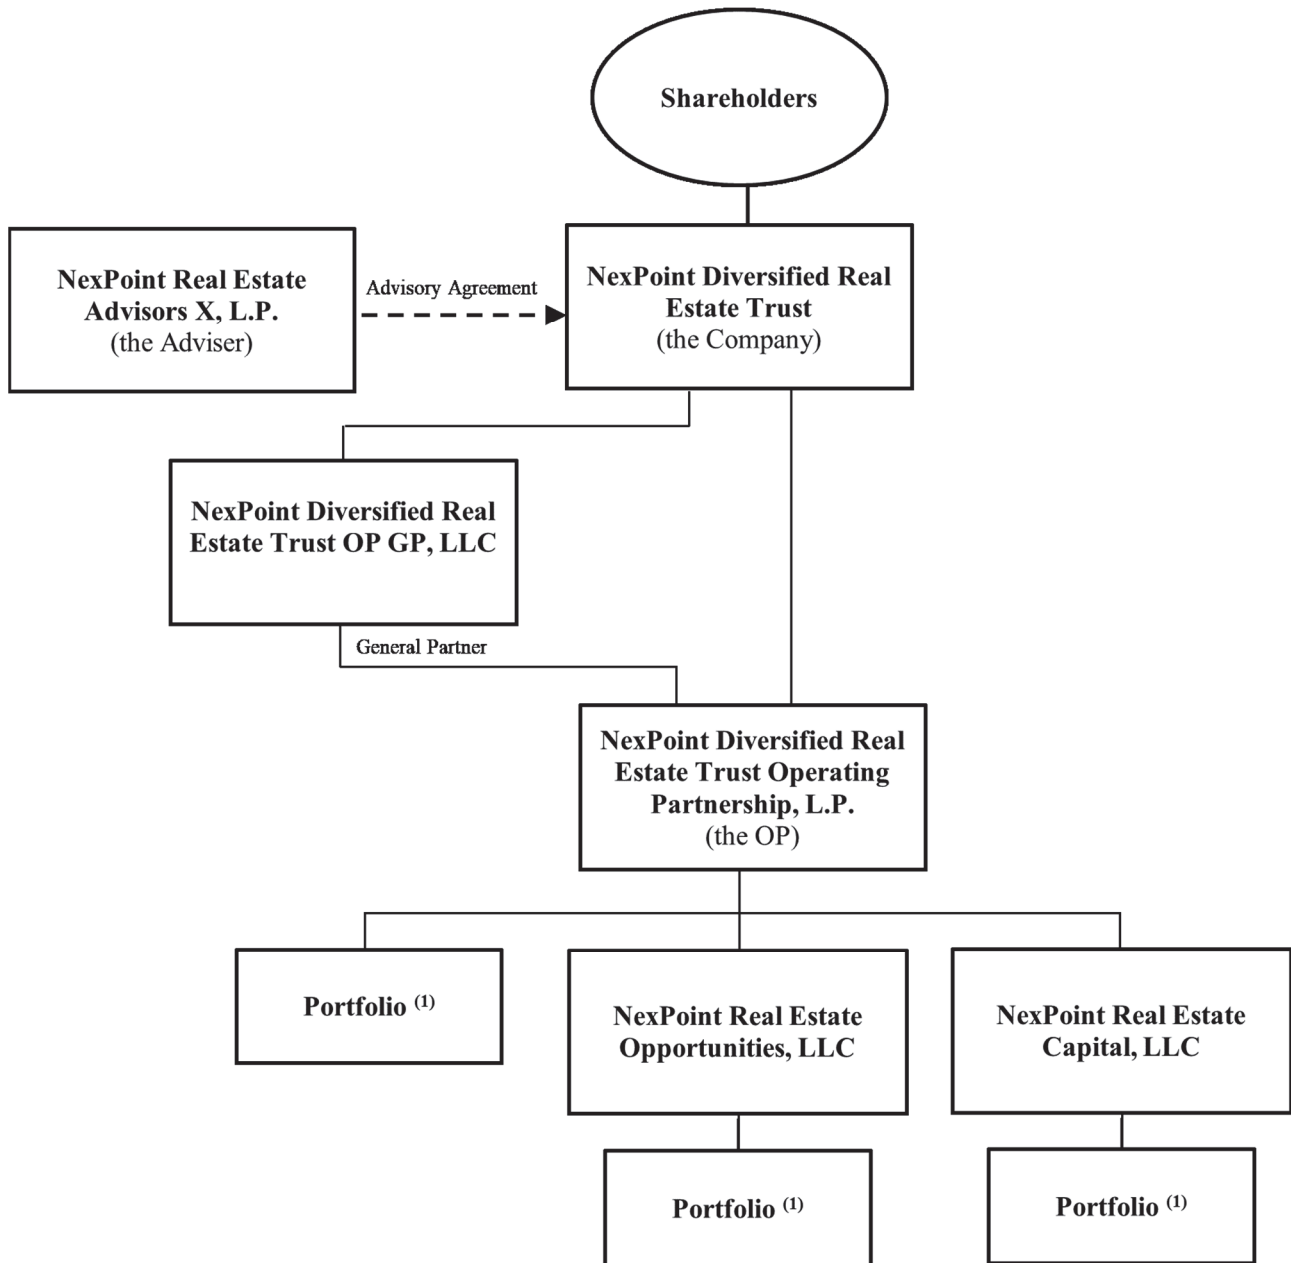 Shareholders
NexPoint Real Estate
Advisors X, L.P.
(the Adviser)
Advisory Agreement
NexPoint Diversified Real
Estate Trust
(the Company)
NexPoint Diversified Real
Estate Trust OP GP, LLC
General Partner
NexPoint Diversified Real
Estate Trust Operating
Partnership, L.P.
(the OP)
Portfolio (1)
NexPoint Real Estate
Opportunities, LLC
NexPoint Real Estate
Capital, LLC
Portfolio (1)
Portfolio (1)